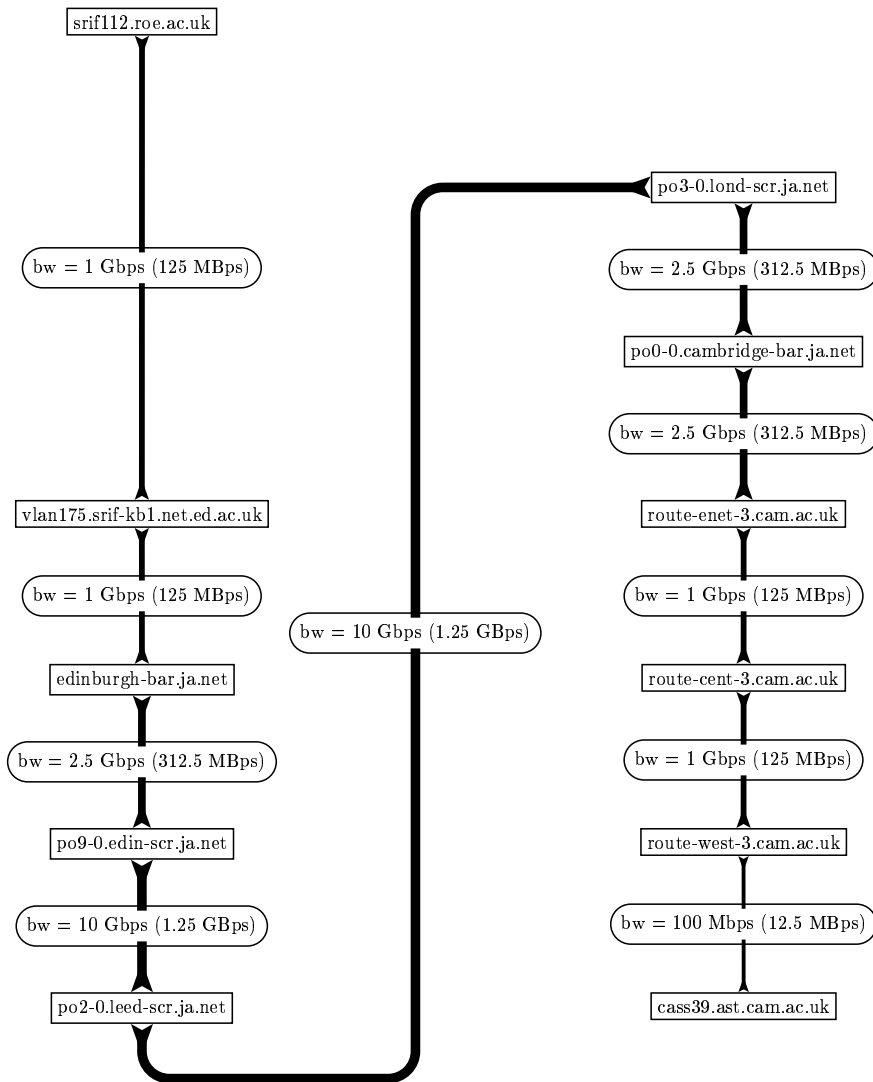 srif112.roe.ac.uk
bw = 1 Gbps (125 MBps)
vlan175.srif-kb1.net.ed.ac.uk
bw = 1 Gbps (125 MBps)
edinburgh-bar.ja.net
bw = 2.5 Gbps (312.5 MBps)
po9-0.edin-scr.ja.net
bw = 10 Gbps (1.25 GBps)
po2-0.leed-scr.ja.net
bw = 10 Gbps (1.25 GBps)
po3-0.lond-scr.ja.net
bw = 2.5 Gbps (312.5 MBps)
po0-0.cambridge-bar.ja.net
bw = 2.5 Gbps (312.5 MBps)
route-enet-3.cam.ac.uk
bw = 1 Gbps (125 MBps)
route-cent-3.cam.ac.uk
bw = 1 Gbps (125 MBps)
route-west-3.cam.ac.uk
bw = 100 Mbps (12.5 MBps)
cass39.ast.cam.ac.uk